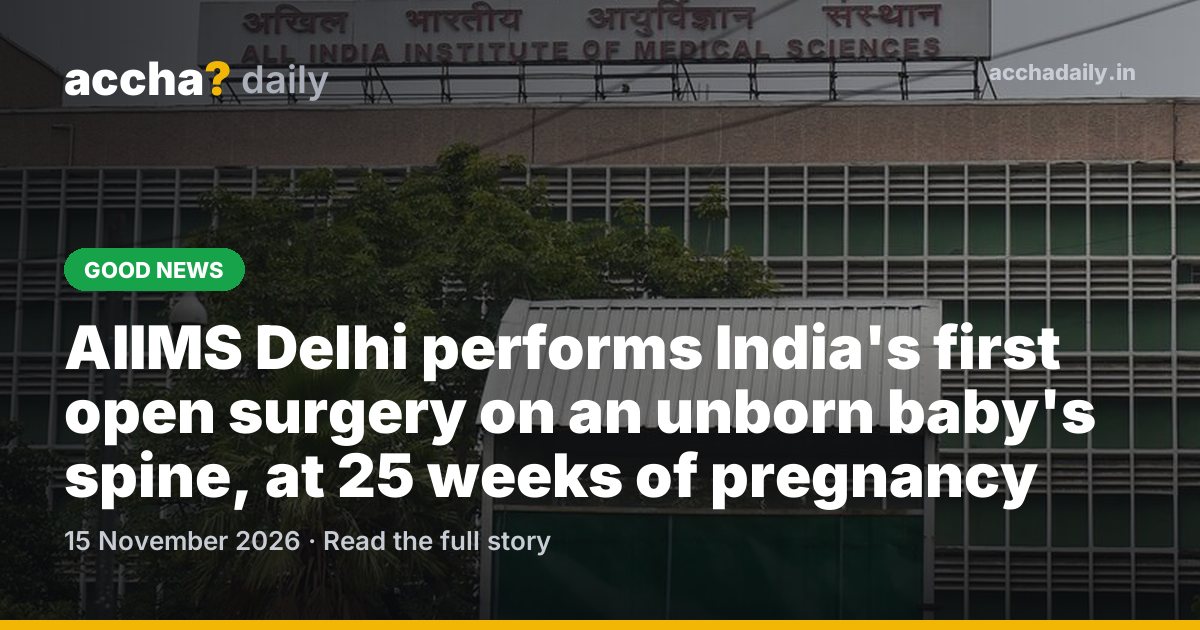 अखिल भारतीय आयुर्विज्ञान संस्थान
ALL INDIA INSTITUTE OF MEDICAL SCIENCES
accha? daily
acchadaily.in
GOOD NEWS
AIIMS Delhi performs India's first
open surgery on an unborn baby's
spine, at 25 weeks of pregnancy
15 November 2026 · Read the full story